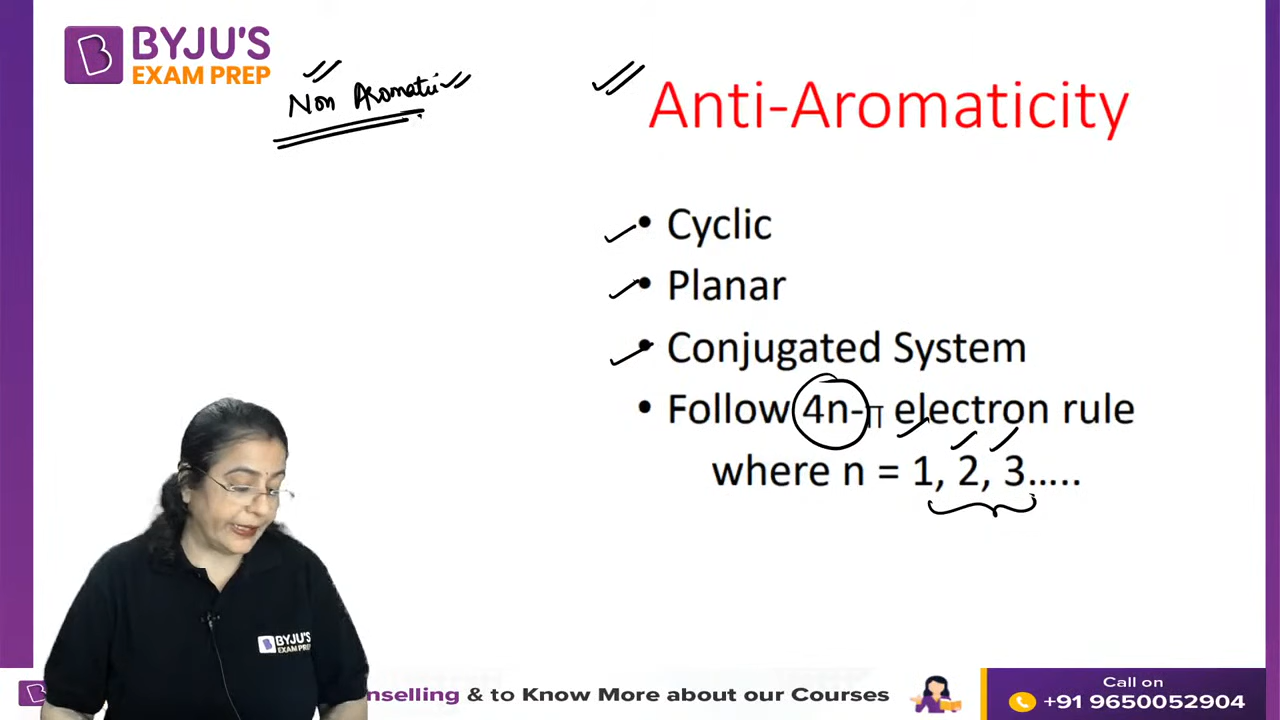 BYJU'S
EXAM PREP
Non Aromatic
Anti-Aromaticity
• Cyclic
• Planar
• Conjugated System
• Follow 4n-π electron rule
where n = 1, 2, 3.....
BYJU'S
EXAM PREP
nselling & to Know More about our Courses
Call on
+91 9650052904